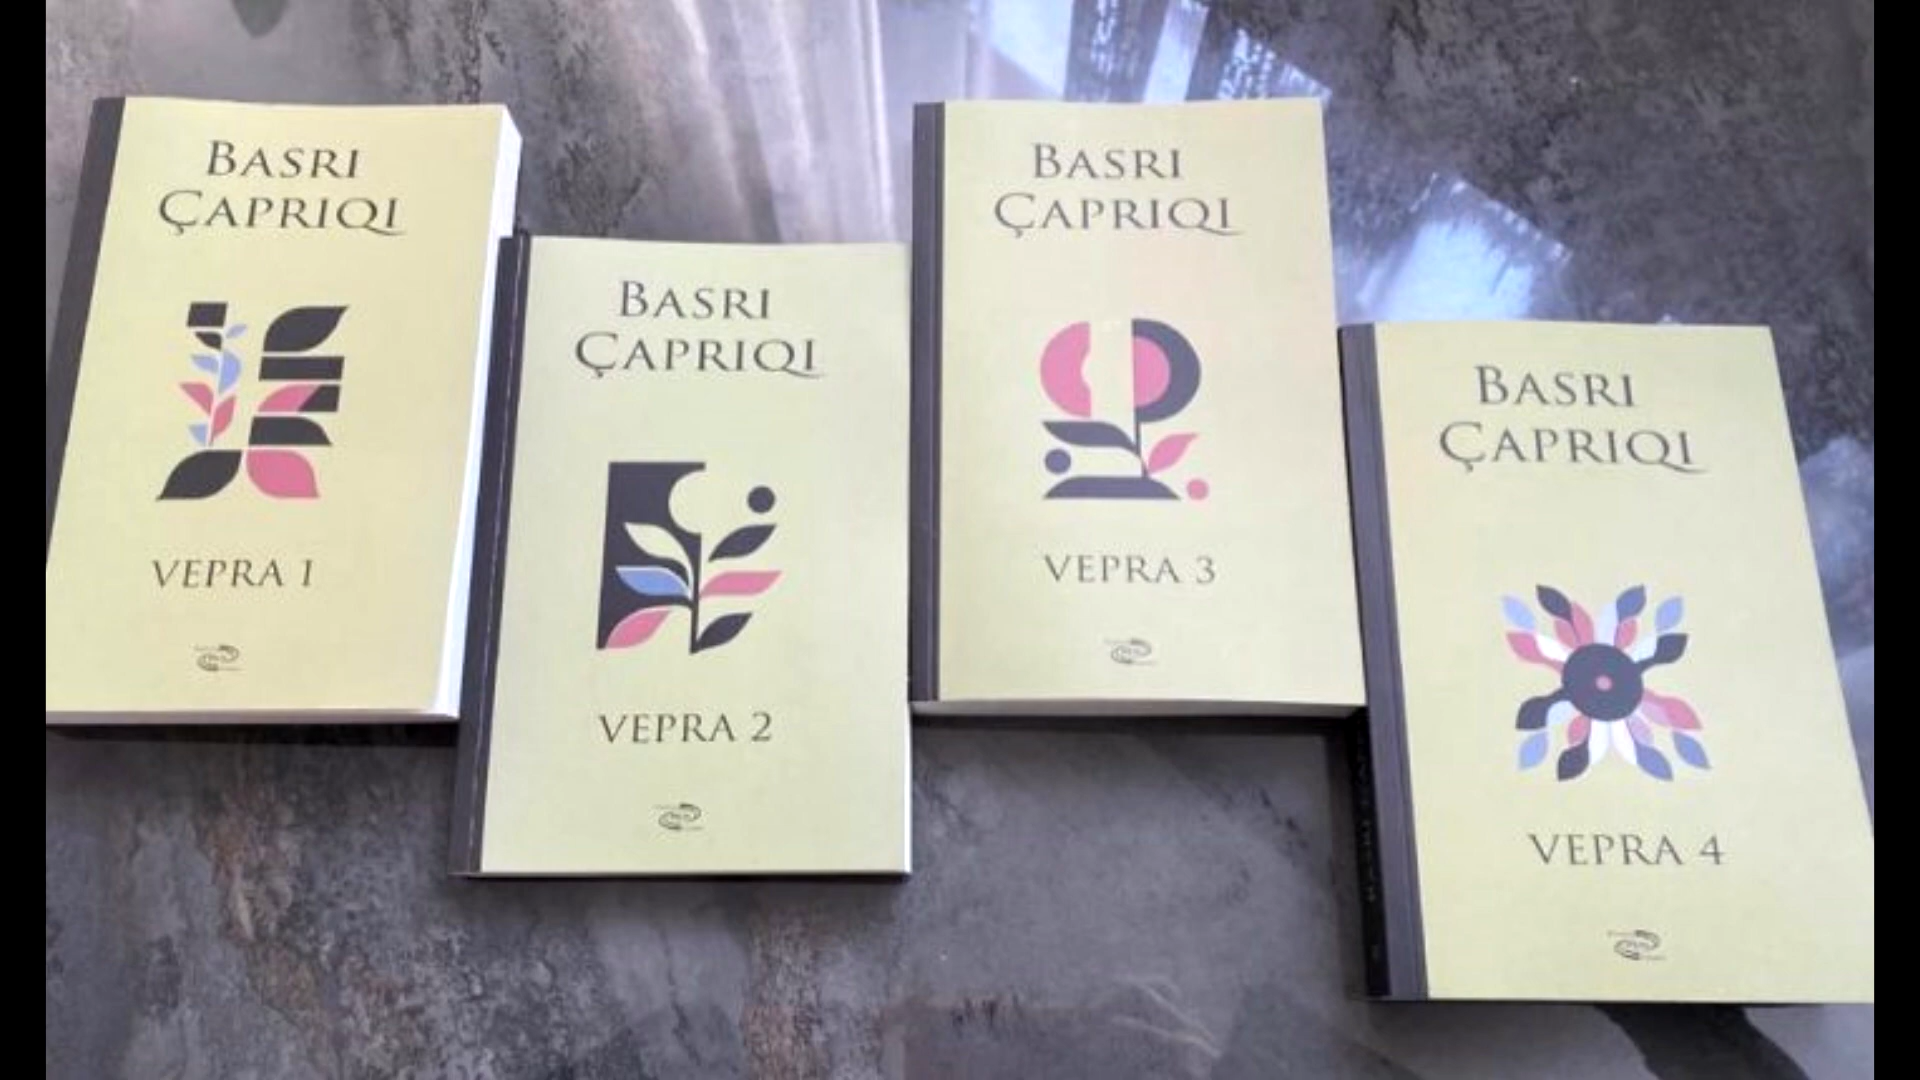 BASRI
ÇAPRIQI
VEPRA 1
BASRI
ÇAPRIQI
VEPRA 2
BASRI
ÇAPRIQI
VEPRA 3
BASRI
ÇAPRIQI
VEPRA 4